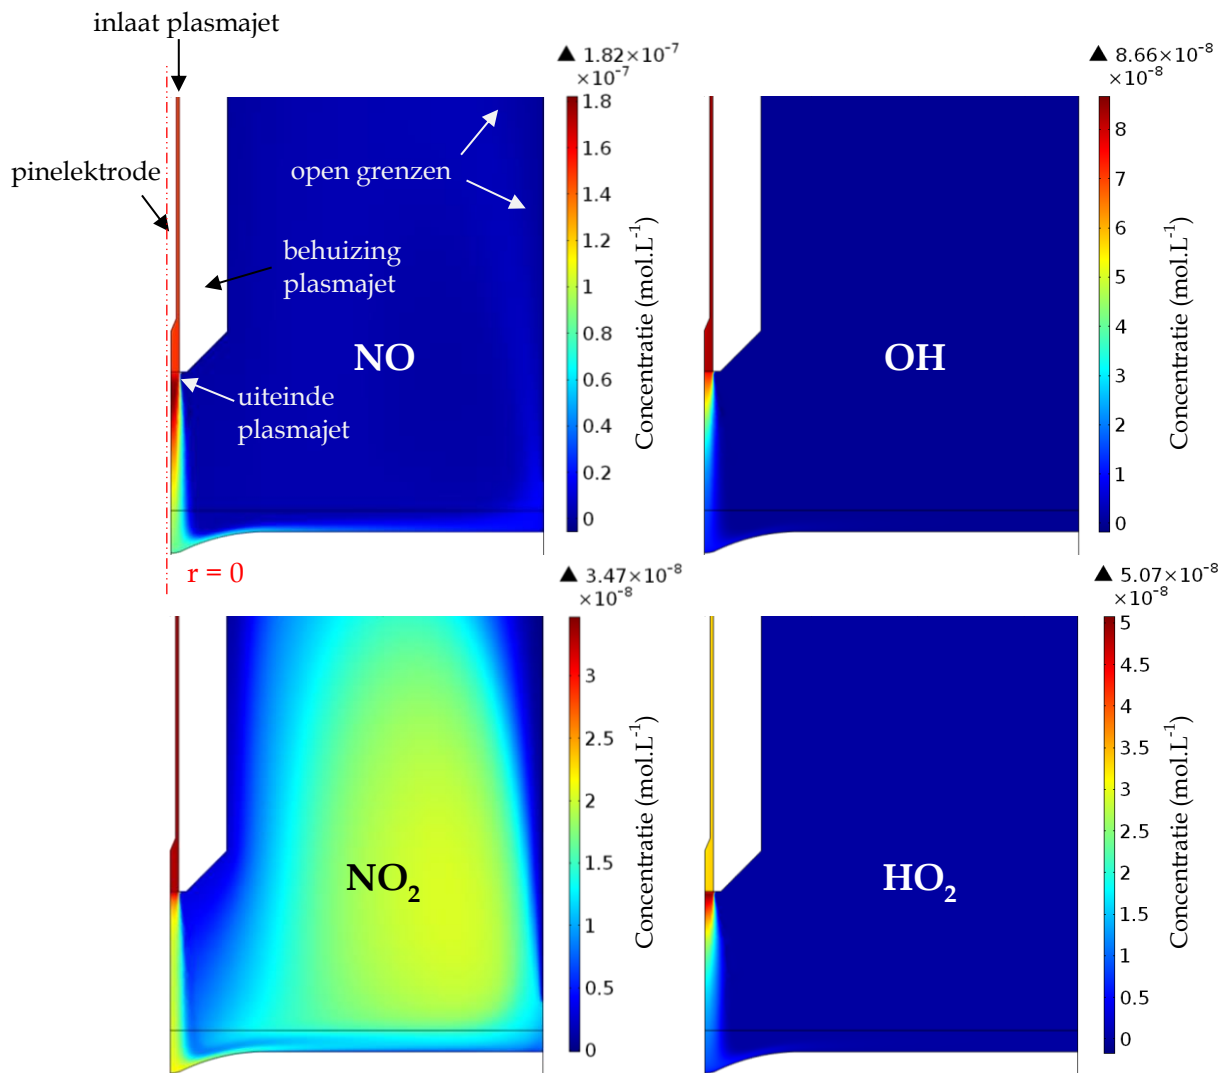 inlaat plasmajet
pinelektrode
open grenzen
behuizing
plasmajet
NO
uiteinde
plasmajet
r = 0
▲ 1.82×10⁻⁷
×10⁻⁷
1.8
1.6
1.4
1.2
1
0.8
0.6
0.4
0.2
0
Concentratie (mol.L⁻¹)
OH
▲ 8.66×10⁻⁸
×10⁻⁸
8
7
6
5
4
3
2
1
0
Concentratie (mol.L⁻¹)
NO₂
▲ 3.47×10⁻⁸
×10⁻⁸
3
2.5
2
1.5
1
0.5
0
Concentratie (mol.L⁻¹)
HO₂
▲ 5.07×10⁻⁸
×10⁻⁸
5
4.5
4
3.5
3
2.5
2
1.5
1
0.5
0
Concentratie (mol.L⁻¹)